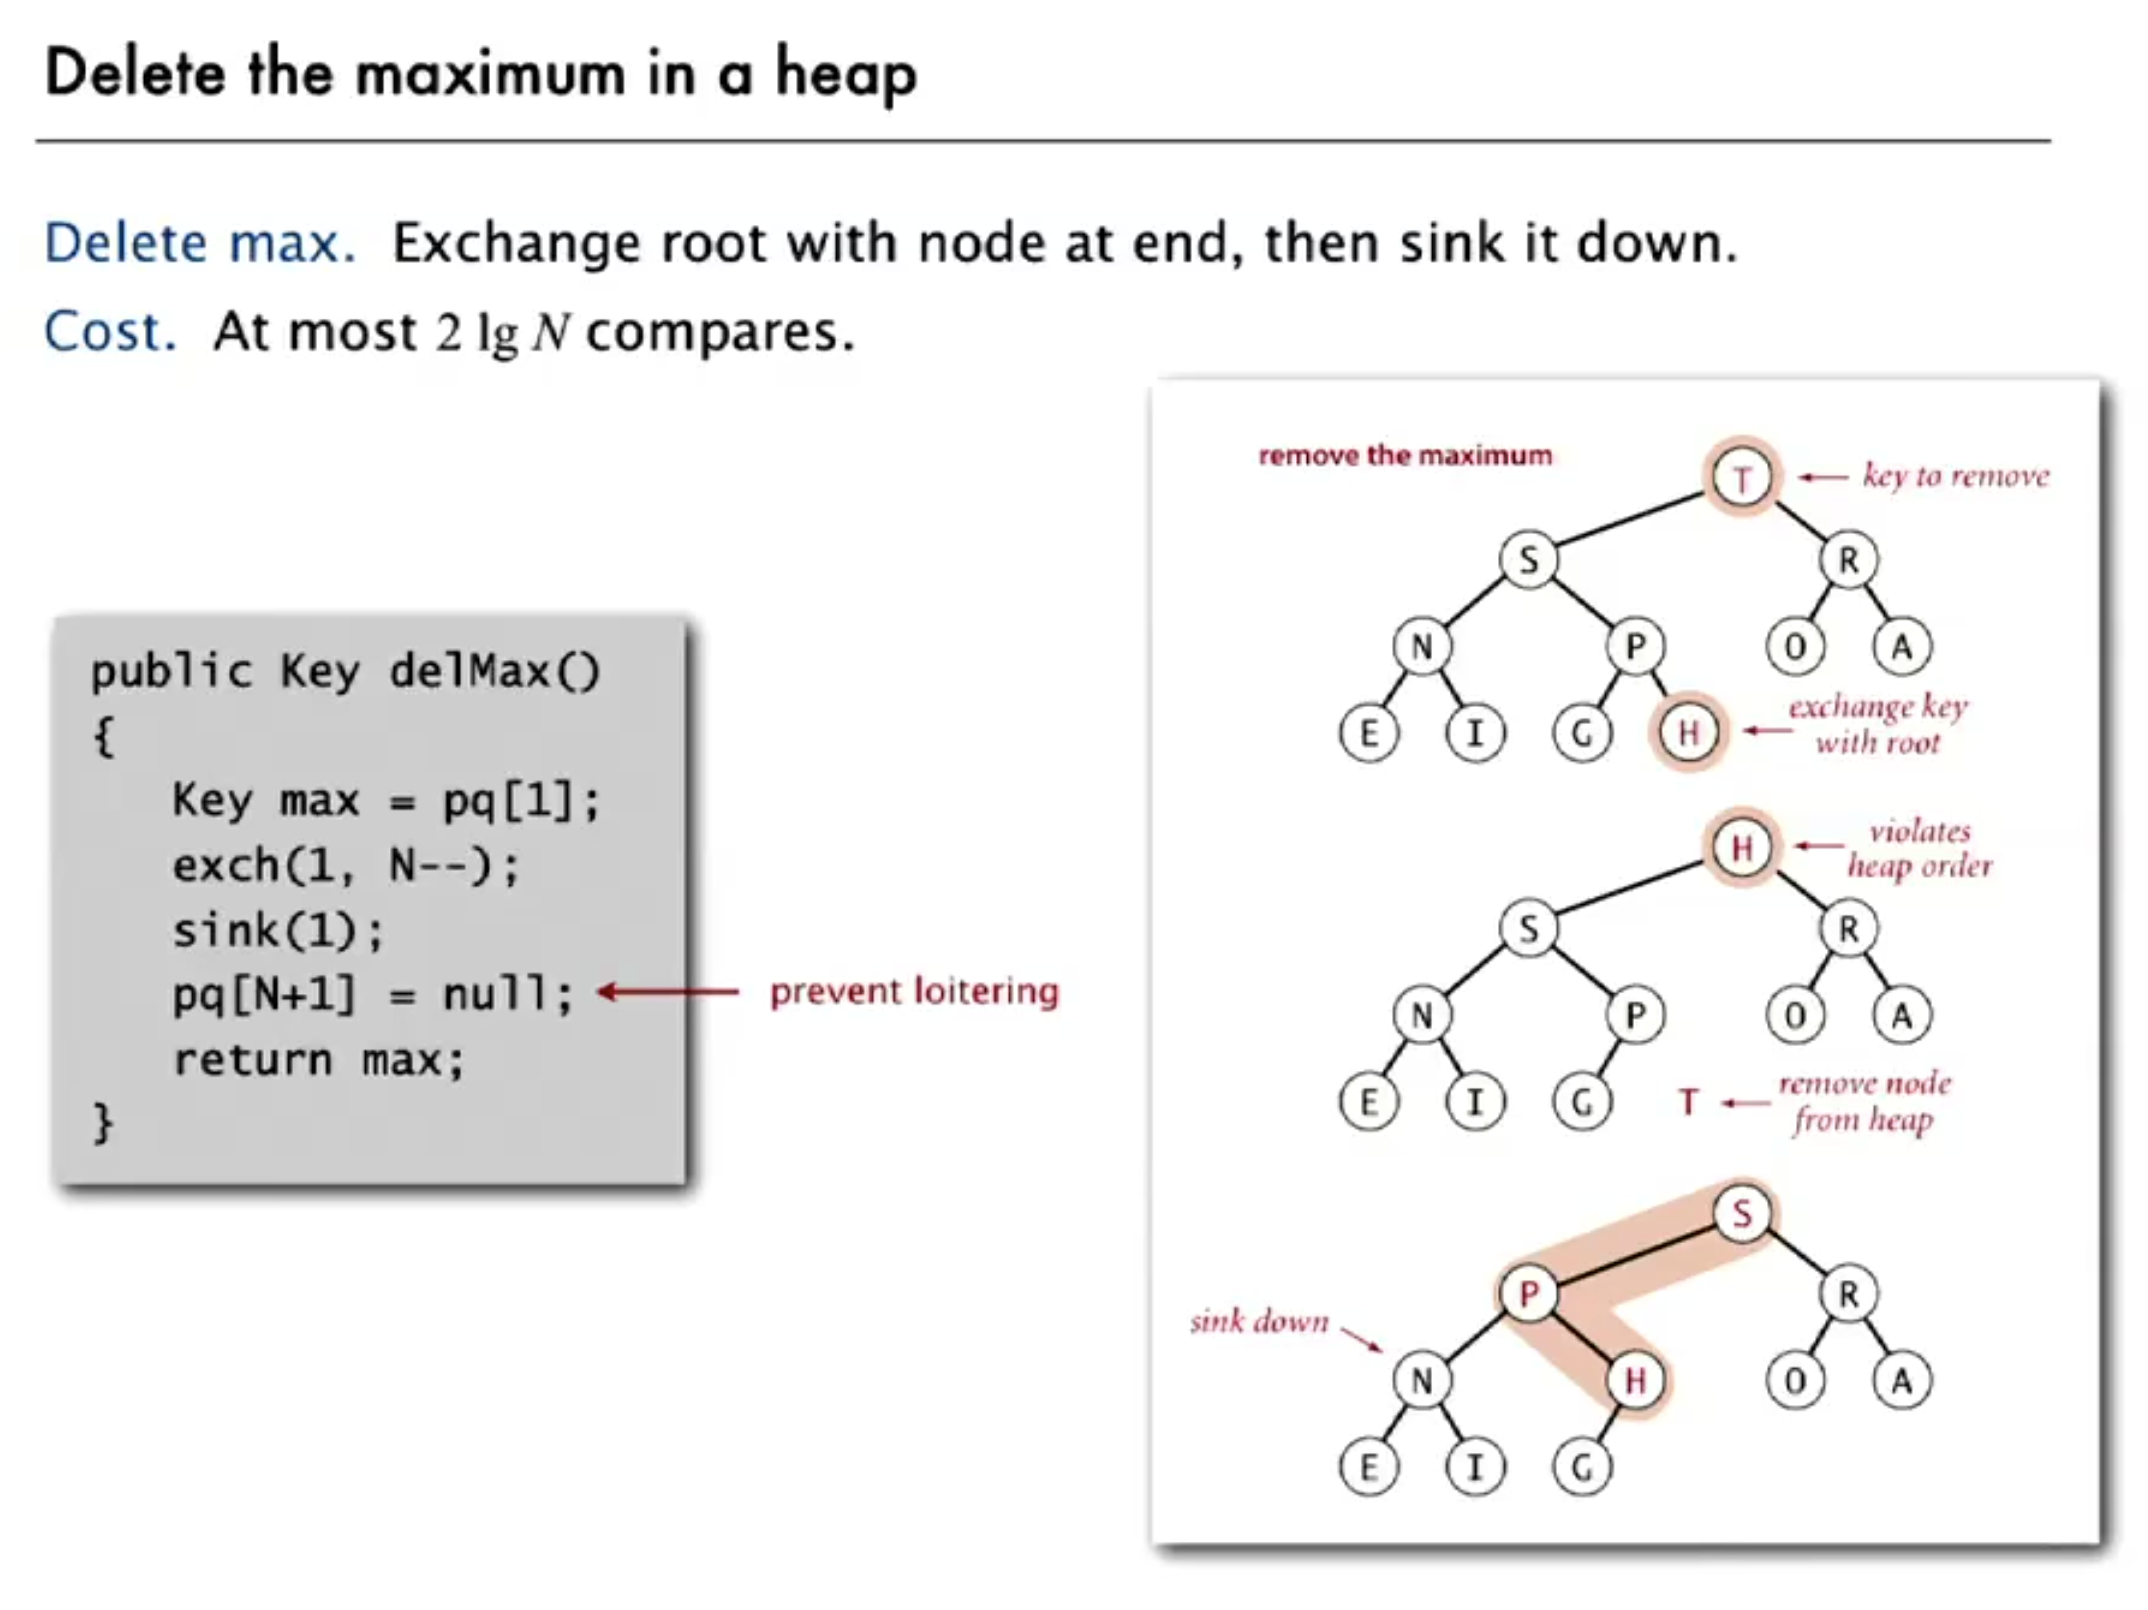 Delete the maximum in a heap
Delete max. Exchange root with node at end, then sink it down.
Cost. At most 2 lg N compares.
public Key delMax()
{
   Key max = pq[1];
   exch(1, N--);
   sink(1);
   pq[N+1] = null;
   return max;
}
prevent loitering
remove the maximum
T
key to remove
S R
N P O A
E I G H
exchange key
with root
H
violates
heap order
S R
N P O A
E I G T
remove node
from heap
S
P R
sink down
N H O A
E I G